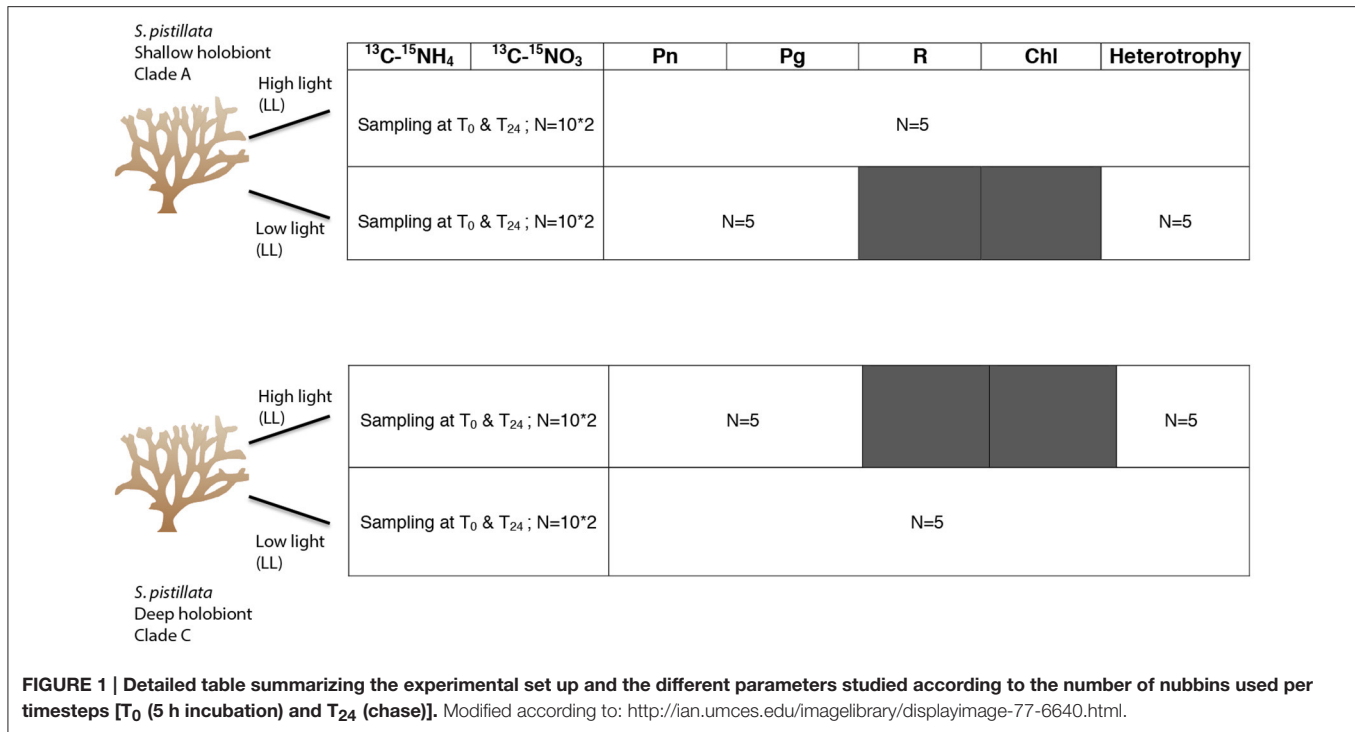 S. pistillata
Shallow holobiont
Clade A
High light
(LL)
Low light
(LL)
¹³C-¹⁵NH₄ ¹³C-¹⁵NO₃ Pn Pg R Chl Heterotrophy
Sampling at T₀ & T₂₄ ; N=10*2 N=5
Sampling at T₀ & T₂₄ ; N=10*2 N=5 N=5
High light
(LL)
Low light
(LL)
S. pistillata
Deep holobiont
Clade C
Sampling at T₀ & T₂₄ ; N=10*2 N=5 N=5
Sampling at T₀ & T₂₄ ; N=10*2 N=5
FIGURE 1 | Detailed table summarizing the experimental set up and the different parameters studied according to the number of nubbins used per
timesteps [T₀ (5 h incubation) and T₂₄ (chase)]. Modified according to: http://ian.umces.edu/imagelibrary/displayimage-77-6640.html.